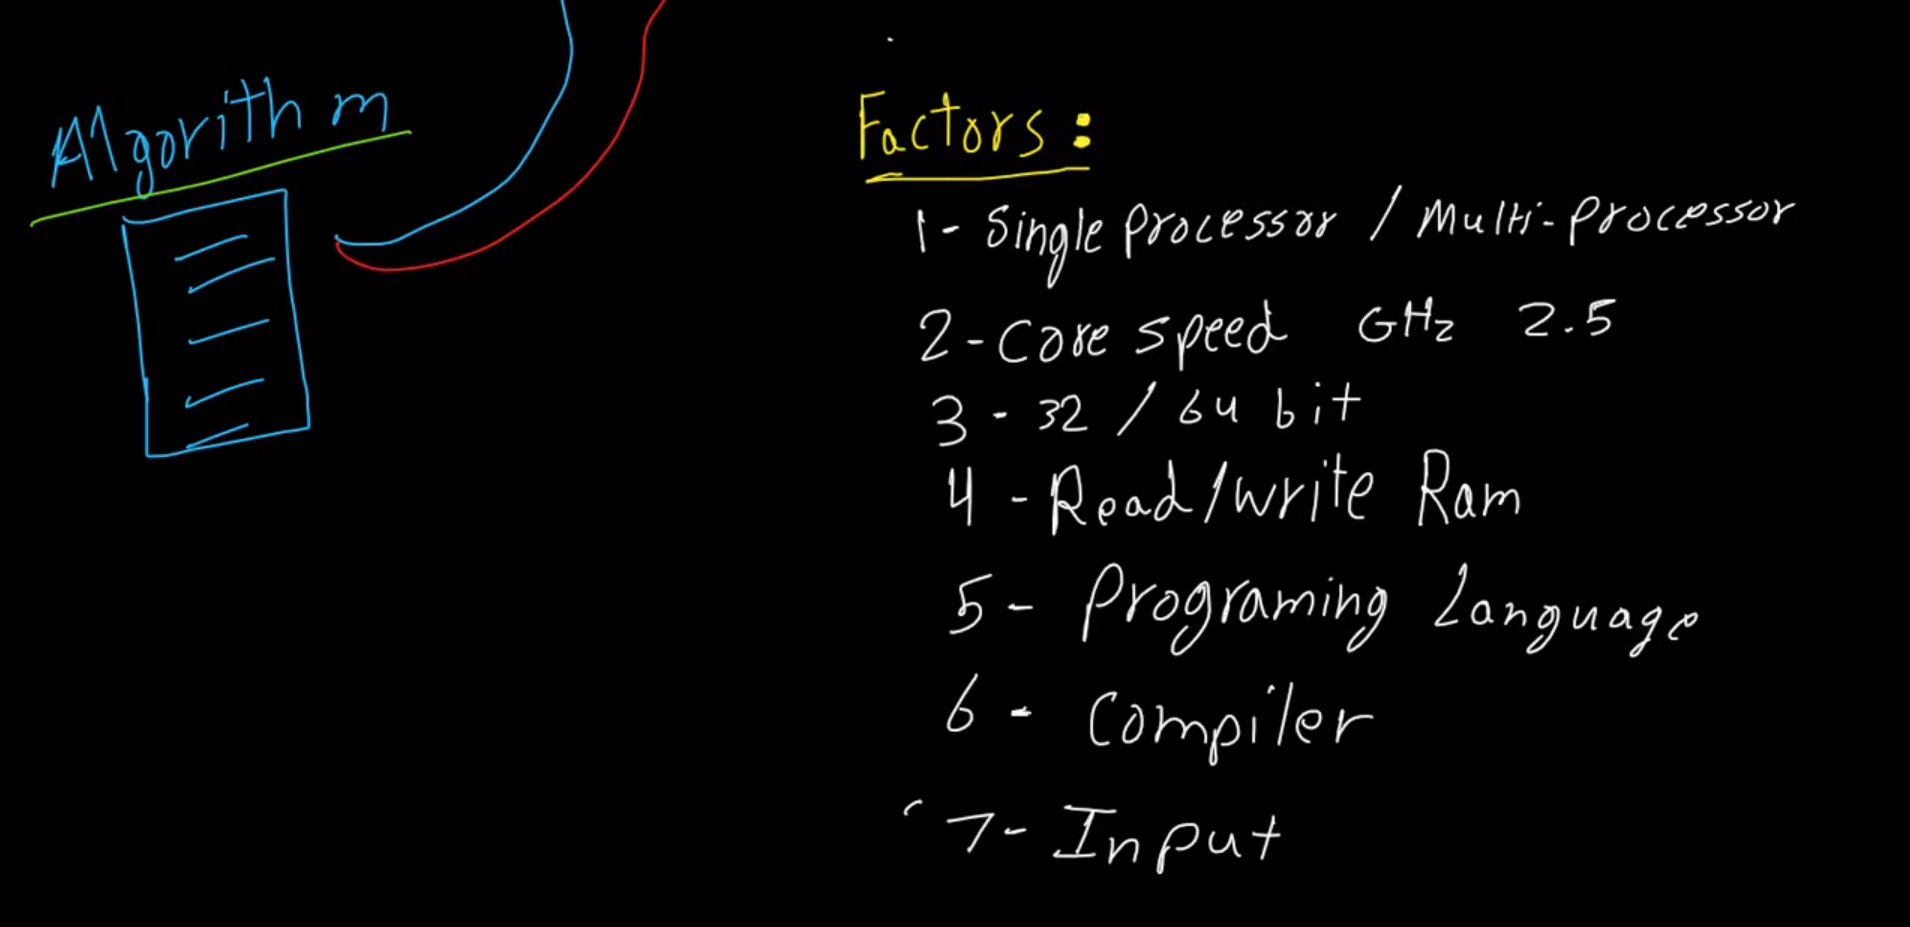 Algorithm
Factors:
1- Single processor / Multi-processor
2- Core speed GHz 2.5
3 - 32 / 64 bit
4 - Read/write Ram
5 - Programing Language
6 - Compiler
7- Input